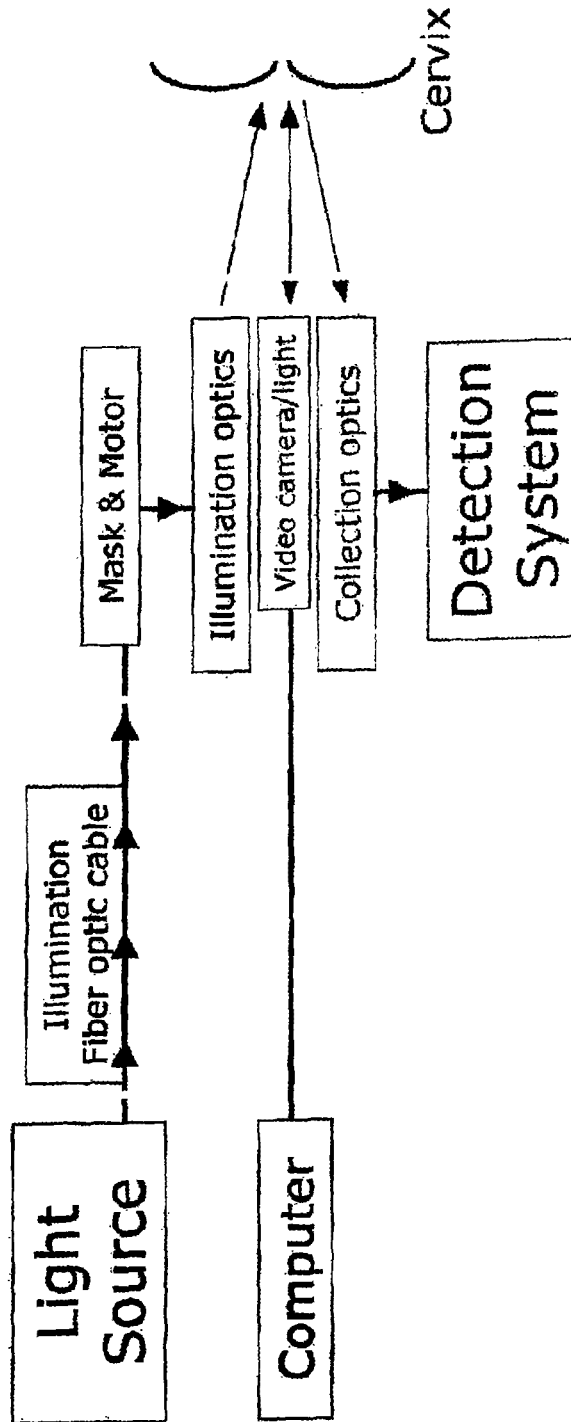 Light
Source
Illumination
Fiber optic cable
Mask & Motor
Illumination optics
Video camera/light
Collection optics
Computer
Detection
System
Cervix